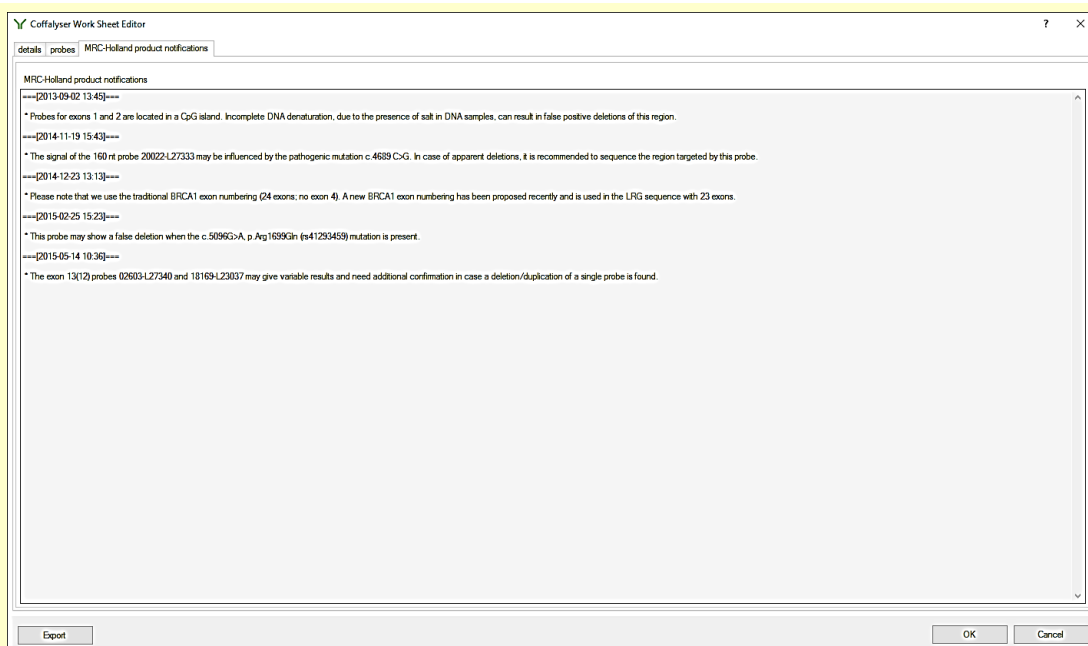 Coffalyser Work Sheet Editor
? ×
details probes MRC-Holland product notifications
MRC-Holland product notifications
===[2013-09-02 13:45]===
* Probes for exons 1 and 2 are located in a CpG island. Incomplete DNA denaturation, due to the presence of salt in DNA samples, can result in false positive deletions of this region.
===[2014-11-19 15:43]===
* The signal of the 160 nt probe 20022-L27333 may be influenced by the pathogenic mutation c.4689 C>G. In case of apparent deletions, it is recommended to sequence the region targeted by this probe.
===[2014-12-23 13:13]===
* Please note that we use the traditional BRCA1 exon numbering (24 exons; no exon 4). A new BRCA1 exon numbering has been proposed recently and is used in the LRG sequence with 23 exons.
===[2015-02-25 15:23]===
* This probe may show a false deletion when the c.5096G>A, p.Arg1699Gln (rs41293459) mutation is present.
===[2015-05-14 10:36]===
* The exon 13(12) probes 02603-L27340 and 18169-L23037 may give variable results and need additional confirmation in case a deletion/duplication of a single probe is found.
Export
OK
Cancel